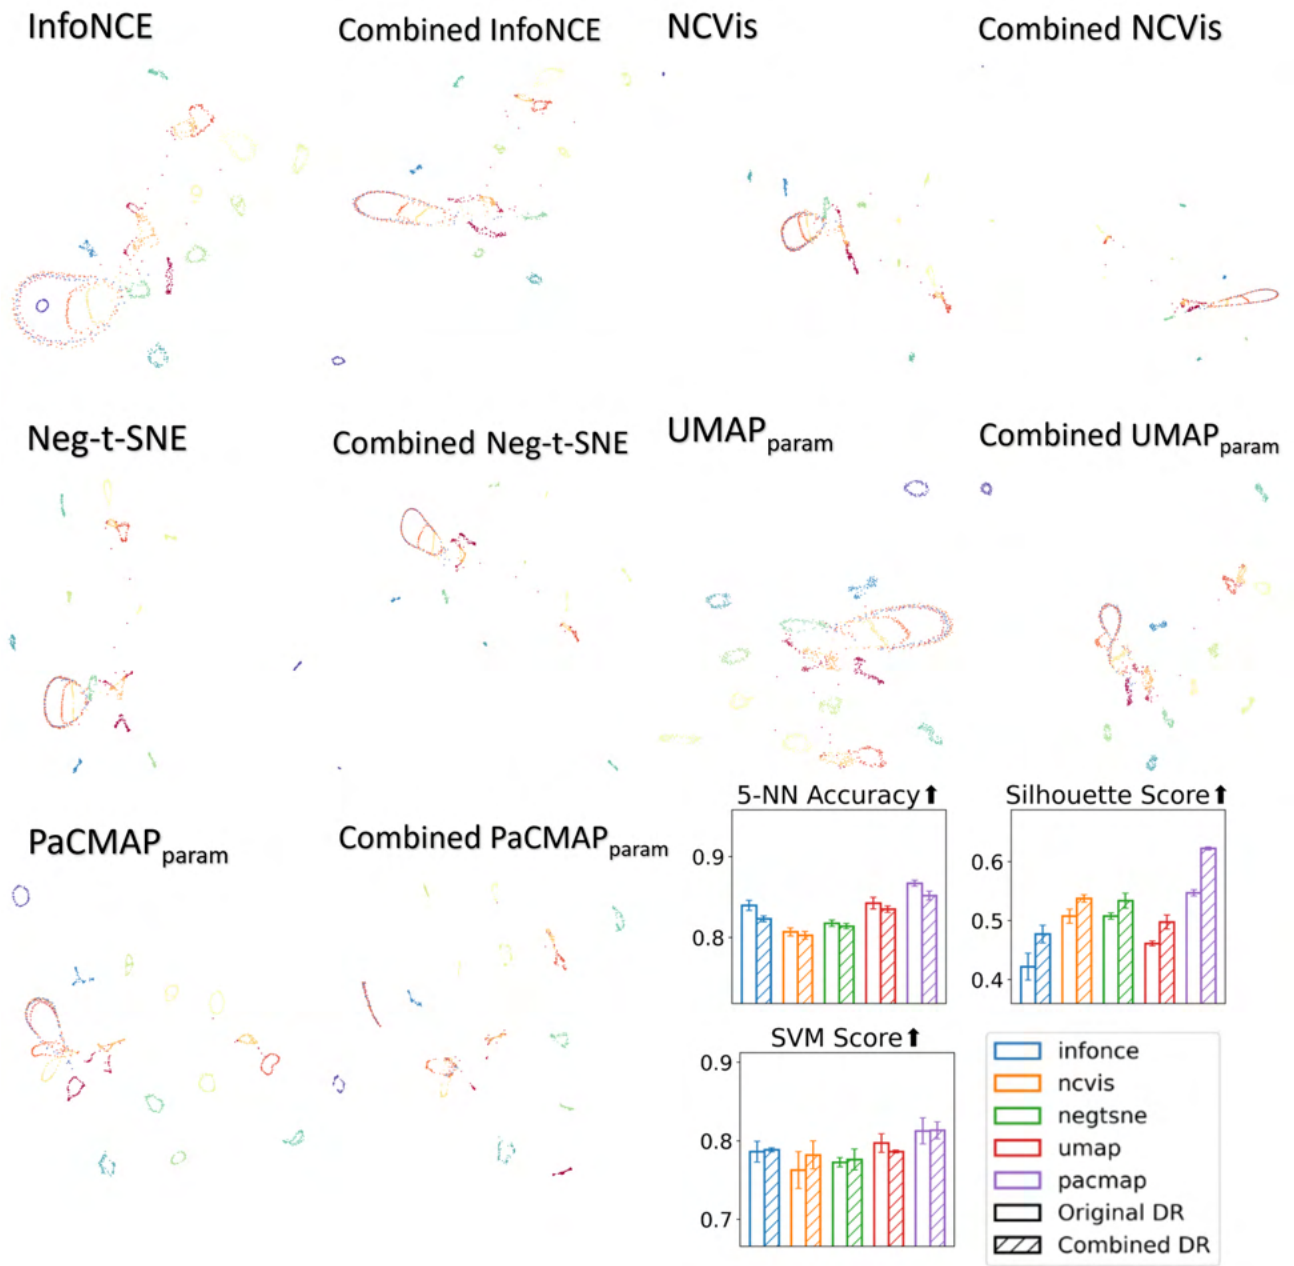 InfoNCE
Combined InfoNCE
NCVis
Combined NCVis
Neg-t-SNE
Combined Neg-t-SNE
UMAPparam
Combined UMAPparam
PaCMAPparam
Combined PaCMAPparam
5-NN Accuracy⬆
0.9
0.8
Silhouette Score⬆
0.6
0.5
0.4
SVM Score⬆
0.9
0.8
0.7
infonce
ncvis
negtsne
umap
pacmap
Original DR
Combined DR